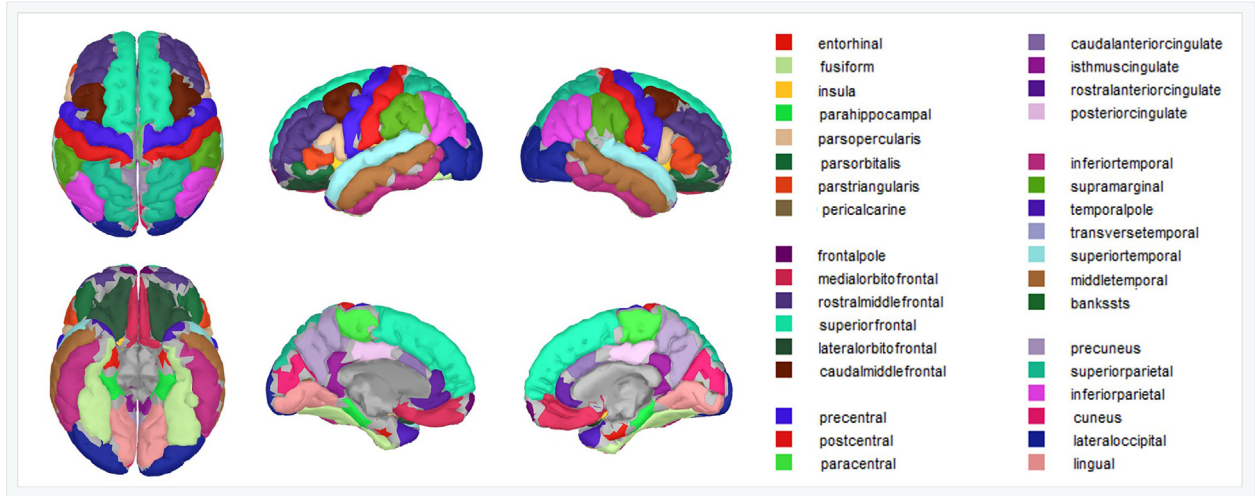 entorhinal
fusiform
insula
parahippocampal
parsopercularis
parsorbitalis
parstriangularis
pericalcarine
frontalpole
medialorbitofrontal
rostralmiddlefrontal
superiorfrontal
lateralorbitofrontal
caudalmiddlefrontal
precentral
postcentral
paracentral
caudalanteriorcingulate
isthmuscingulate
rostralanteriorcingulate
posteriorcingulate
inferiortemporal
supramarginal
temporalpole
transversetemporal
superiortemporal
middletemporal
bankssts
precuneus
superiorparietal
inferiorparietal
cuneus
lateraloccipital
lingual